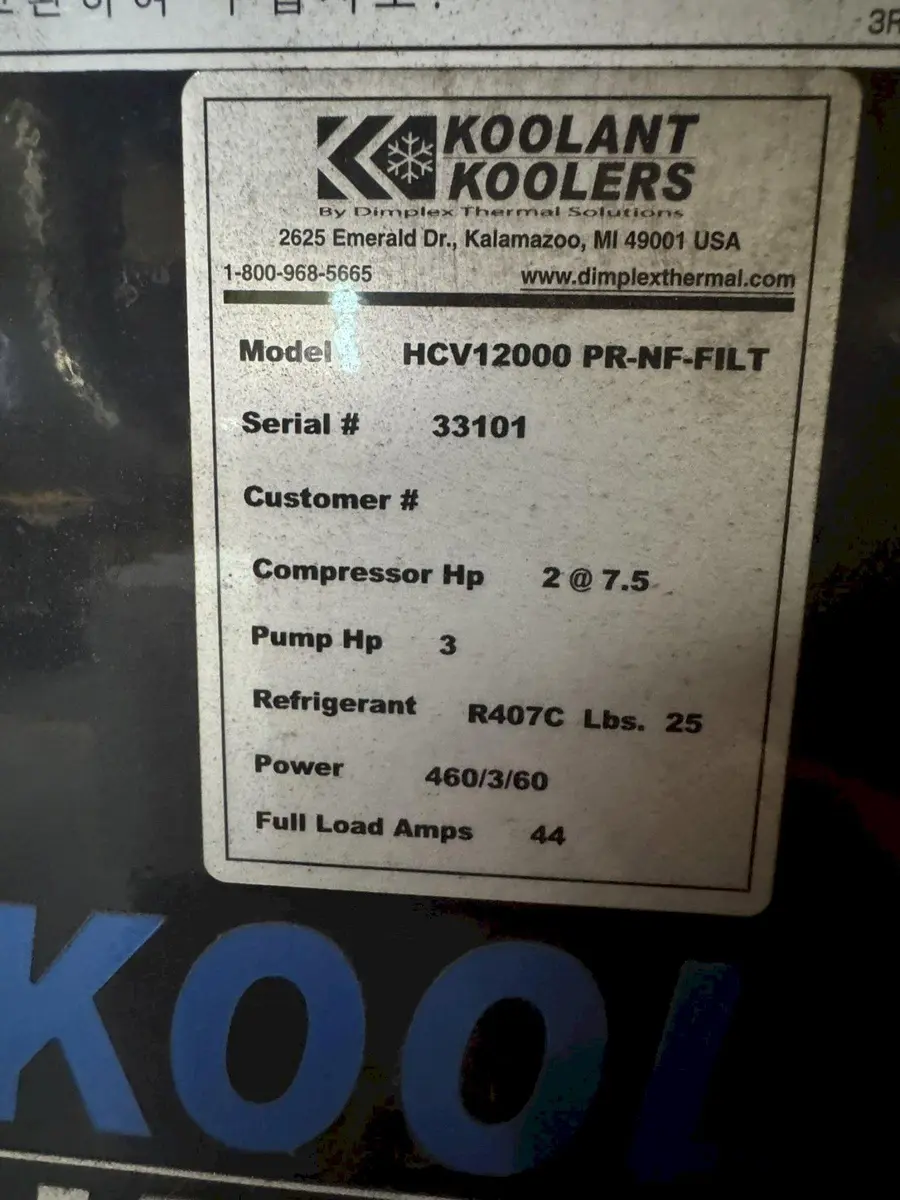 3R
KOOLANT
KOOLERS
By Dimplex Thermal Solutions
2625 Emerald Dr., Kalamazoo, MI 49001 USA
1-800-968-5665 www.dimplexthermal.com
Model HCV12000 PR-NF-FILT
Serial # 33101
Customer #
Compressor Hp 2 @ 7.5
Pump Hp 3
Refrigerant R407C Lbs. 25
Power 460/3/60
Full Load Amps 44
KOOL